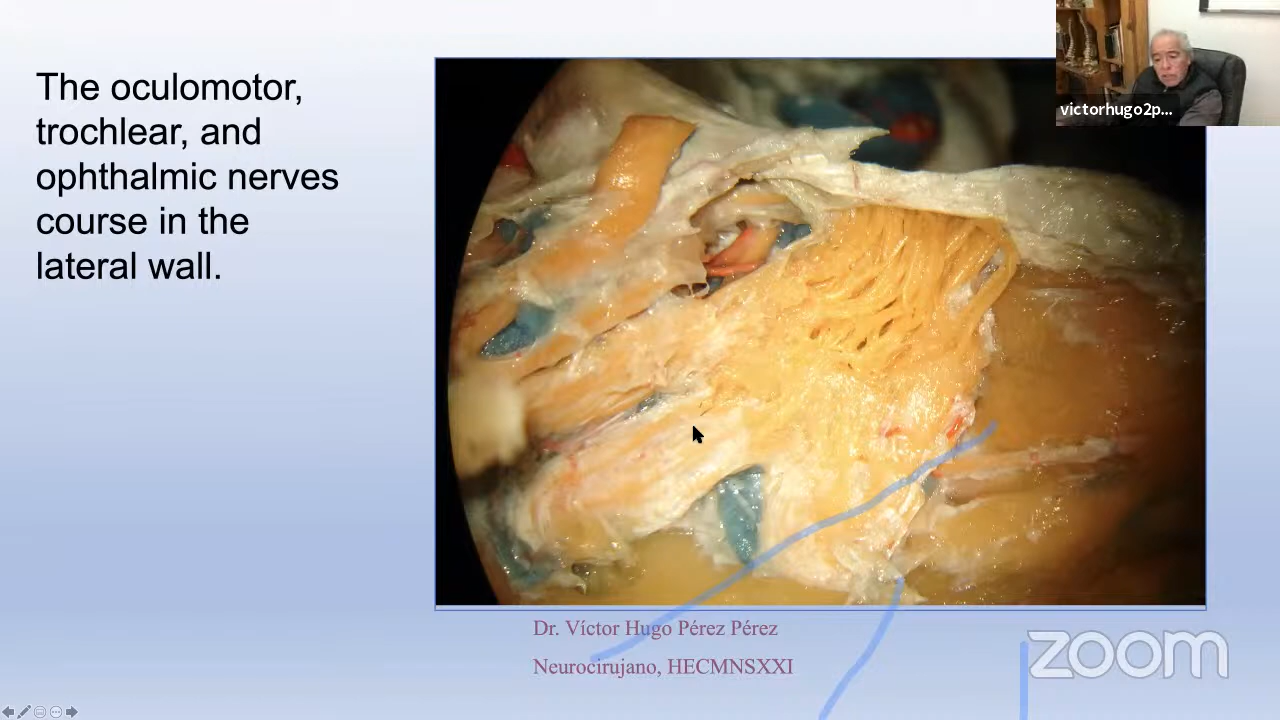 The oculomotor,
trochlear, and
ophthalmic nerves
course in the
lateral wall.
victorhugo2p...
Dr. Víctor Hugo Pérez Pérez
Neurocirujano, HECMNSXXI
zoom